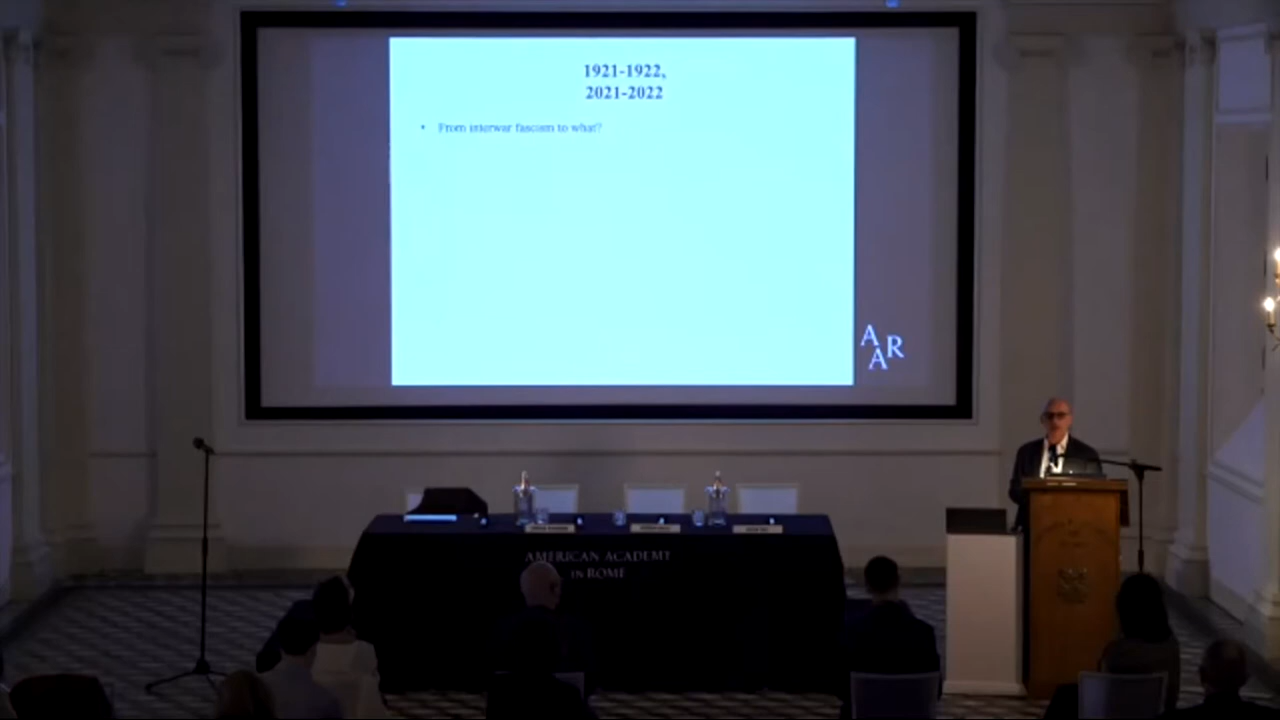 1921-1922,
2021-2022
• From interwar fascism to what?
AAR
AMERICAN ACADEMY
IN ROME